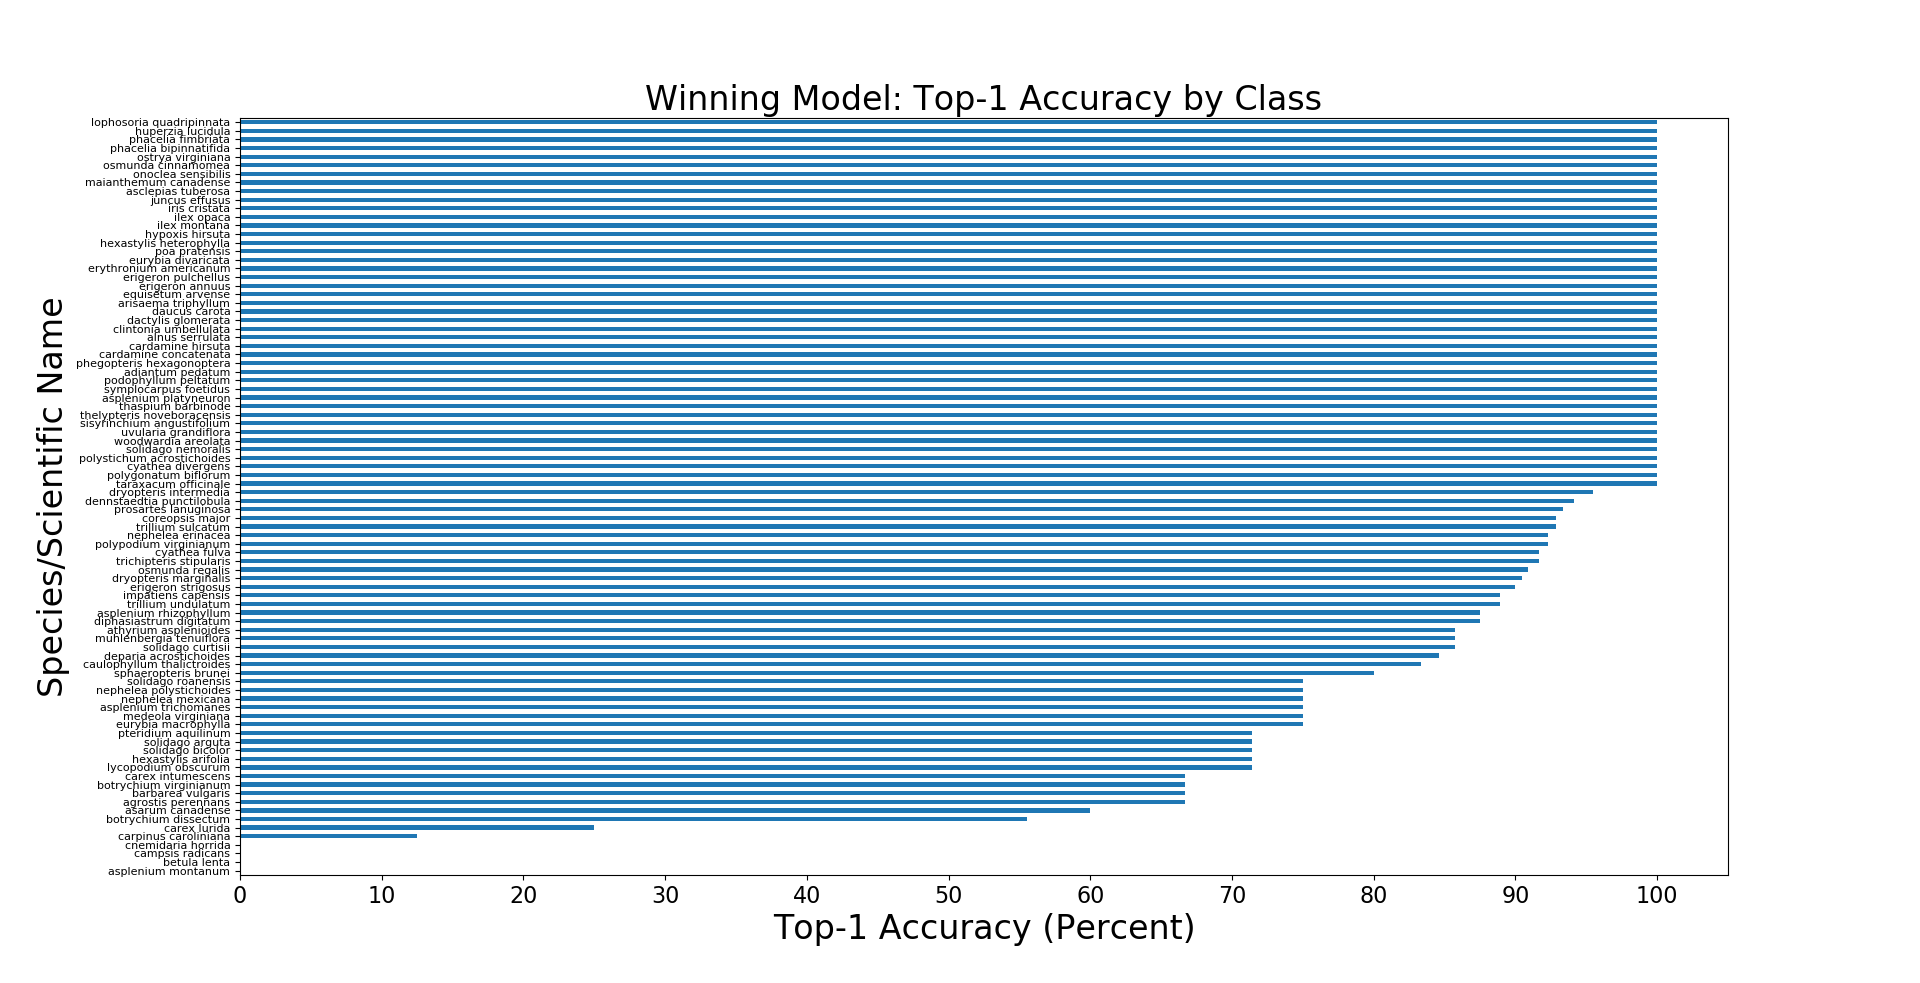 Winning Model: Top-1 Accuracy by Class
Species/Scientific Name
lophosoria quadripinnata
huperzia lucidula
phacelia fimbriata
phacelia bipinnatifida
ostrya virginiana
osmunda cinnamomea
onoclea sensibilis
maianthemum canadense
asclepias tuberosa
juncus effusus
iris cristata
ilex opaca
ilex montana
hypoxis hirsuta
hexastylis heterophylla
poa pratensis
eurybia divaricata
erythronium americanum
erigeron pulchellus
erigeron annuus
equisetum arvense
arisaema triphyllum
daucus carota
dactylis glomerata
clintonia umbellulata
alnus serrulata
cardamine hirsuta
cardamine concatenata
phegopteris hexagonoptera
adiantum pedatum
podophyllum peltatum
symplocarpus foetidus
asplenium platyneuron
thaspium barbinode
thelypteris noveboracensis
sisyrinchium angustifolium
uvularia grandiflora
woodwardia areolata
solidago nemoralis
polystichum acrostichoides
cyathea divergens
polygonatum biflorum
taraxacum officinale
dryopteris intermedia
dennstaedtia punctilobula
prosartes lanuginosa
coreopsis major
trillium sulcatum
nephelea erinacea
polypodium virginianum
cyathea fulva
trichipteris stipularis
osmunda regalis
dryopteris marginalis
erigeron strigosus
impatiens capensis
trillium undulatum
asplenium rhizophyllum
diphasiastrum digitatum
athyrium asplenioides
muhlenbergia tenuiflora
solidago curtisii
deparia acrostichoides
caulophyllum thalictroides
sphaeropteris brunei
solidago roanensis
nephelea polystichoides
nephelea mexicana
asplenium trichomanes
medeola virginiana
eurybia macrophylla
pteridium aquilinum
solidago arguta
solidago bicolor
hexastylis arifolia
lycopodium obscurum
carex intumescens
botrychium virginianum
barbarea vulgaris
agrostis perennans
asarum canadense
botrychium dissectum
carex lurida
carpinus caroliniana
cnemidaria horrida
campsis radicans
betula lenta
asplenium montanum
0 10 20 30 40 50 60 70 80 90 100
Top-1 Accuracy (Percent)